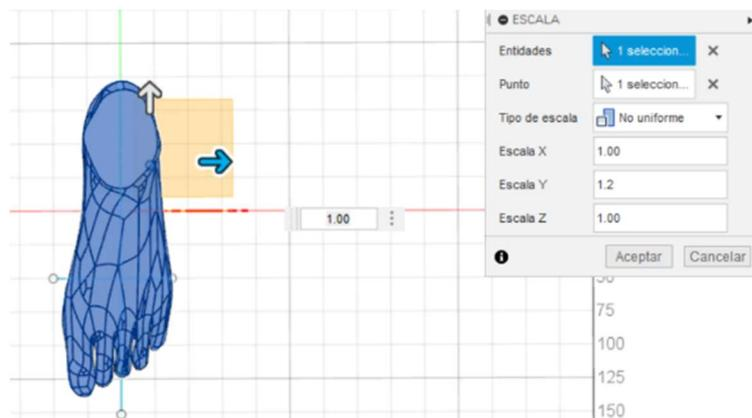 ESCALA
Entidades 1 seleccion...
Punto 1 seleccion...
Tipo de escala No uniforme
Escala X 1.00
Escala Y 1.2
Escala Z 1.00
Aceptar Cancelar
1.00
50
75
100
125
150